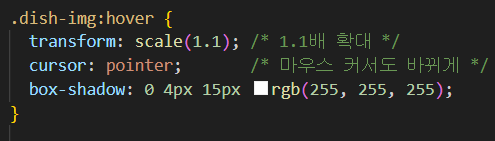 .dish-img:hover {
  transform: scale(1.1); /* 1.1배 확대 */
  cursor: pointer;       /* 마우스 커서도 바뀌게 */
  box-shadow: 0 4px 15px rgb(255, 255, 255);
}